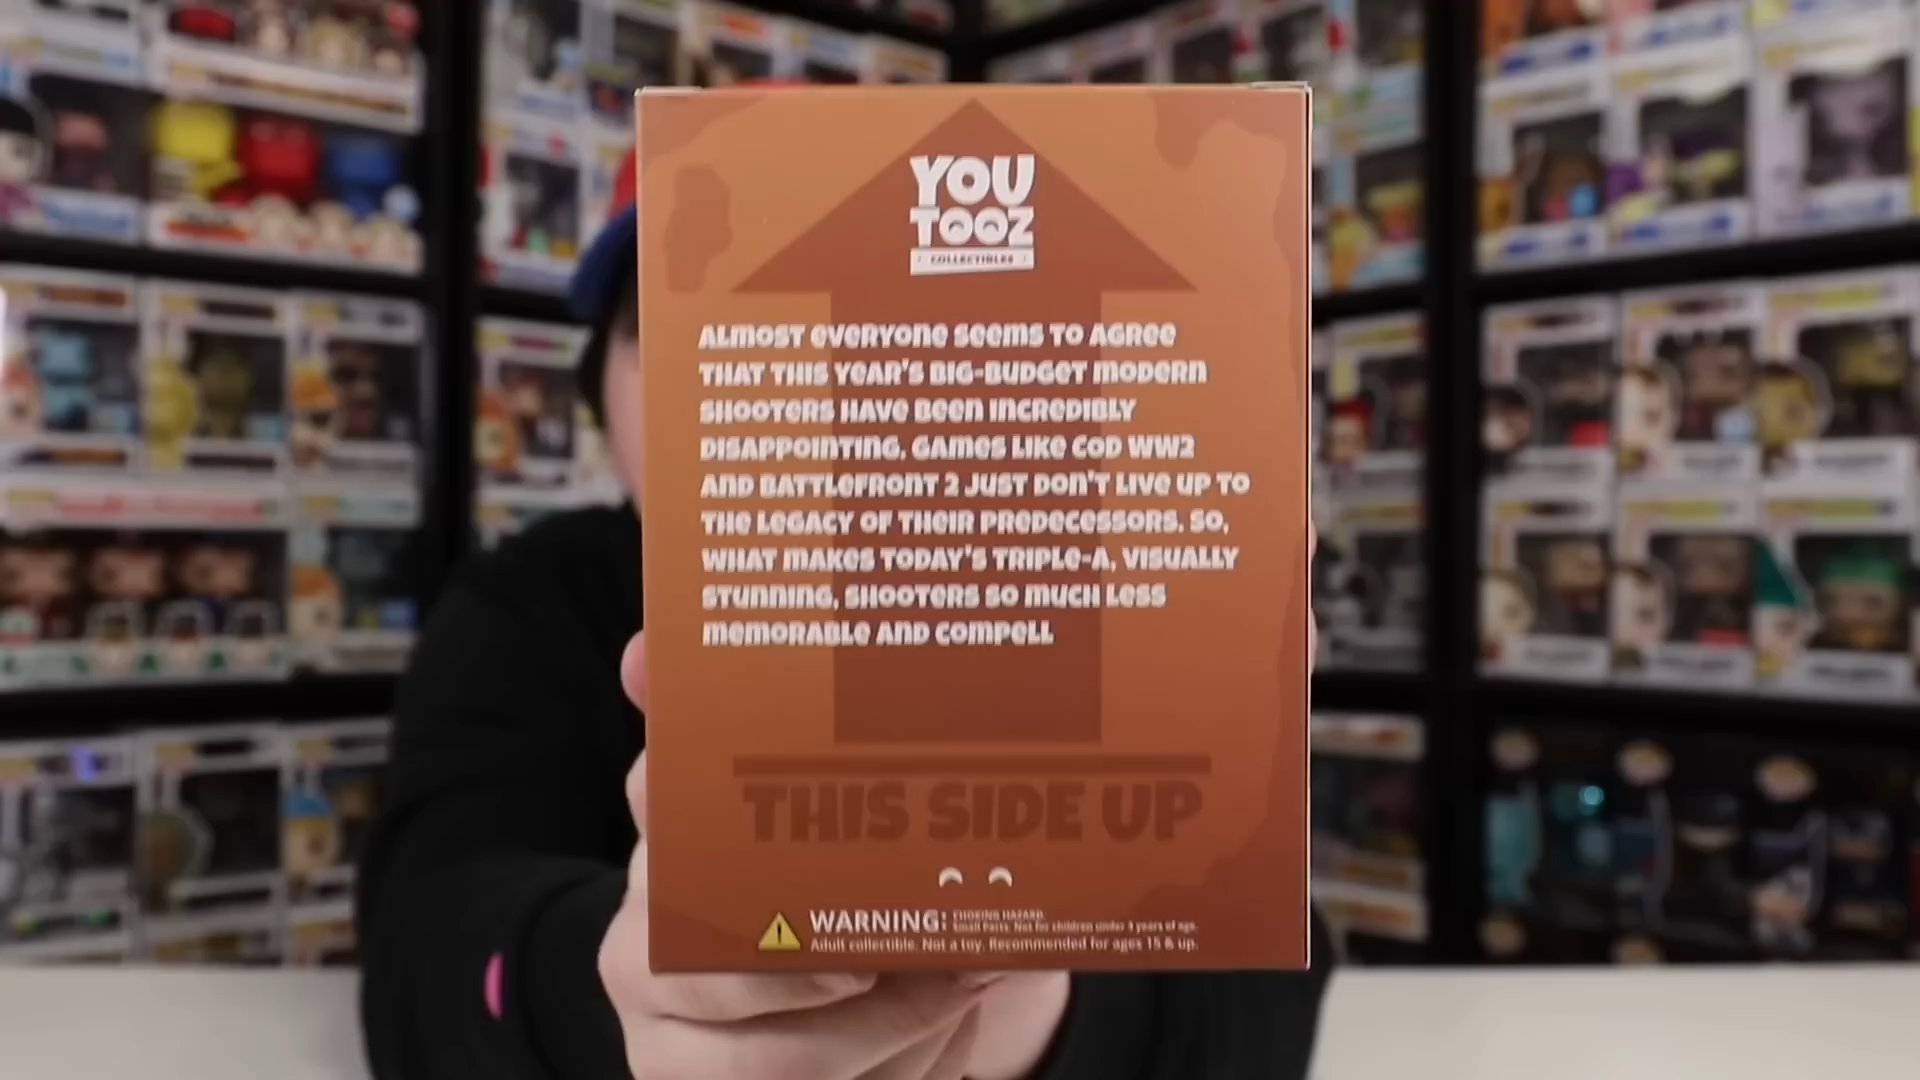 YOU
TOOZ
COLLECTIBLES
ALMOST EVERYONE SEEMS TO AGREE
THAT THIS YEAR'S BIG-BUDGET MODERN
SHOOTERS HAVE BEEN INCREDIBLY
DISAPPOINTING. GAMES LIKE COD WW2
AND BATTLEFRONT 2 JUST DON'T LIVE UP TO
THE LEGACY OF THEIR PREDECESSORS. SO,
WHAT MAKES TODAY'S TRIPLE-A, VISUALLY
STUNNING, SHOOTERS SO MUCH LESS
MEMORABLE AND COMPELL
THIS SIDE UP
WARNING: CHOKING HAZARD.
Small Parts. Not for children under 3 years of age.
Adult collectible. Not a toy. Recommended for ages 15 & up.